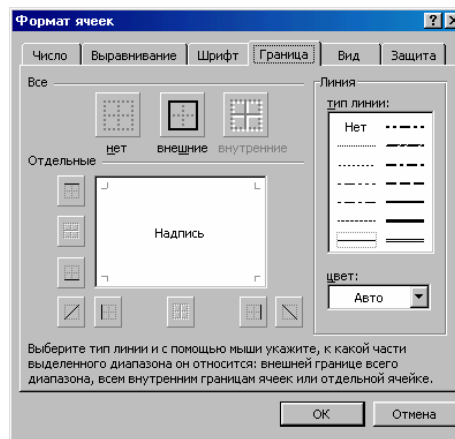 Формат ячеек
Число Выравнивание Шрифт Граница Вид Защита
Все
нет внешние внутренние
Отдельные
Надпись
Линия
тип линии:
Нет
цвет:
Авто
Выберите тип линии и с помощью мыши укажите, к какой части
выделенного диапазона он относится: внешней границе всего
диапазона, всем внутренним границам ячеек или отдельной ячейке.
ОК Отмена